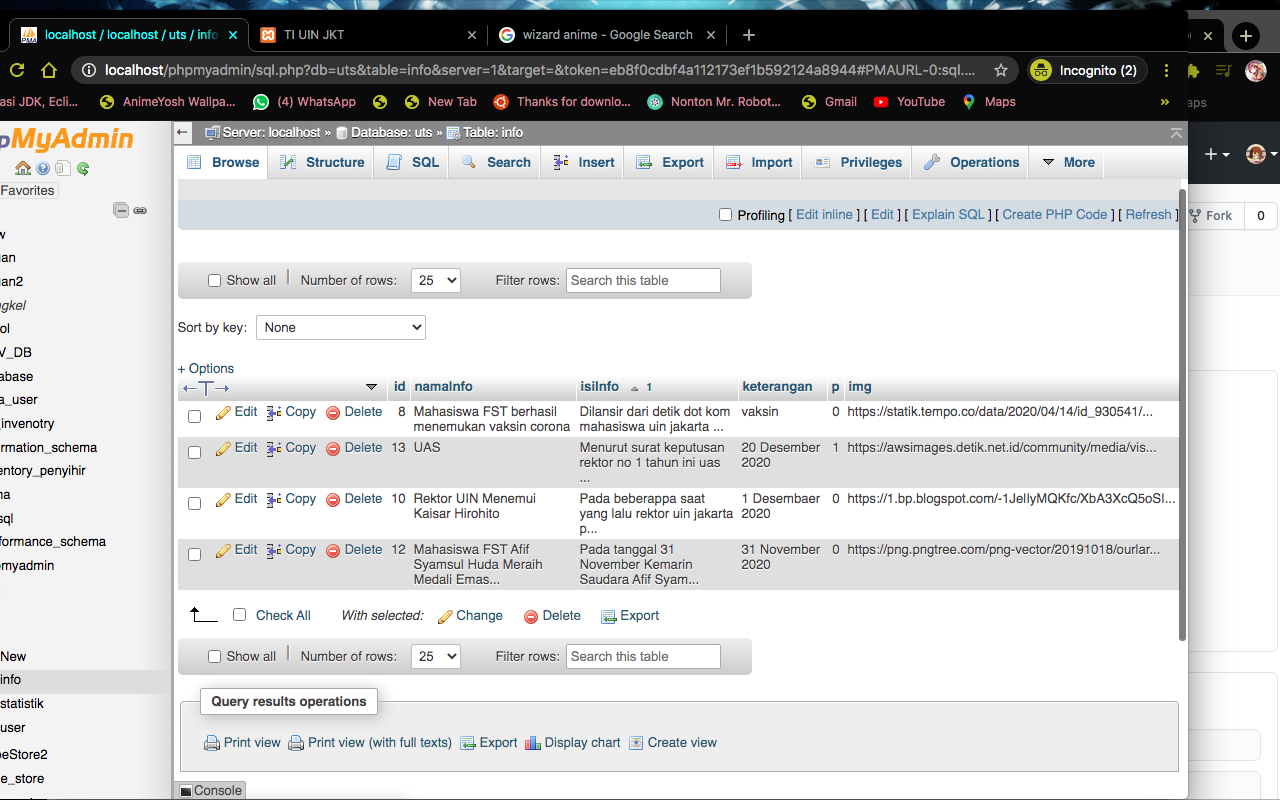 localhost / localhost / uts / info
TI UIN JKT
wizard anime - Google Search
localhost/phpmyadmin/sql.php?db=uts&table=info&server=1&target=&token=eb8f0cdbf4a112173ef1b592124a8944#PMAURL-0:sql....
Incognito (2)
asi JDK, Ecli...
AnimeYosh Wallpa...
(4) WhatsApp
New Tab
Thanks for downlo...
Nonton Mr. Robot...
Gmail
YouTube
Maps
»
aps
pMyAdmin
Server: localhost » Database: uts » Table: info
Browse
Structure
SQL
Search
Insert
Export
Import
Privileges
Operations
More
Favorites
w
an
an2
ngkel
ol
V_DB
abase
a_user
_invenotry
ormation_schema
entory_penyihir
na
sql
formance_schema
omyadmin
New
info
statistik
user
oeStore2
e_store
Profiling [ Edit inline ] [ Edit ] [ Explain SQL ] [ Create PHP Code ] [ Refresh ]
Fork
0
Show all
Number of rows:
25
Filter rows:
Search this table
Sort by key:
None
+ Options
←T→ id namaInfo isiInfo 1 keterangan p img
Edit Copy Delete 8 Mahasiswa FST berhasil Dilansir dari detik dot kom vaksin 0 https://statik.tempo.co/data/2020/04/14/id_930541/...
menemukan vaksin corona mahasiswa uin jakarta ...
Edit Copy Delete 13 UAS Menurut surat keputusan 20 Desember 1 https://awsimages.detik.net.id/community/media/vis...
rektor no 1 tahun ini uas 2020
...
Edit Copy Delete 10 Rektor UIN Menemui Pada beberappa saat 1 Desembaer 0 https://1.bp.blogspot.com/-1JellyMQKfc/XbA3XcQ5oSI...
Kaisar Hirohito yang lalu rektor uin jakarta 2020
p...
Edit Copy Delete 12 Mahasiswa FST Afif Pada tanggal 31 31 November 0 https://png.pngtree.com/png-vector/20191018/ourlar...
Syamsul Huda Meraih November Kemarin 2020
Medali Emas... Saudara Afif Syam...
Check All
With selected:
Change
Delete
Export
Show all
Number of rows:
25
Filter rows:
Search this table
Query results operations
Print view
Print view (with full texts)
Export
Display chart
Create view
Console